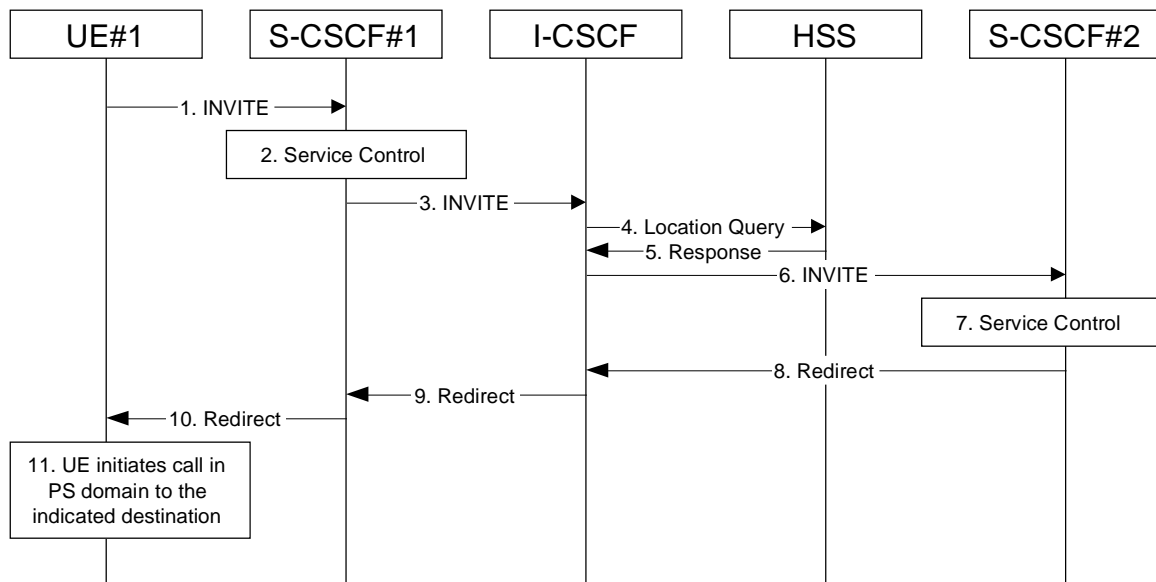 UE#1
S-CSCF#1
I-CSCF
HSS
S-CSCF#2
1. INVITE
2. Service Control
3. INVITE
4. Location Query
5. Response
6. INVITE
7. Service Control
8. Redirect
9. Redirect
10. Redirect
11. UE initiates call in
PS domain to the
indicated destination